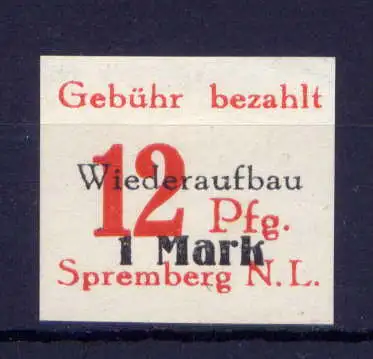 Gebühr bezahlt
Wiederaufbau
12 Pfg.
1 Mark
Spremberg N.L.